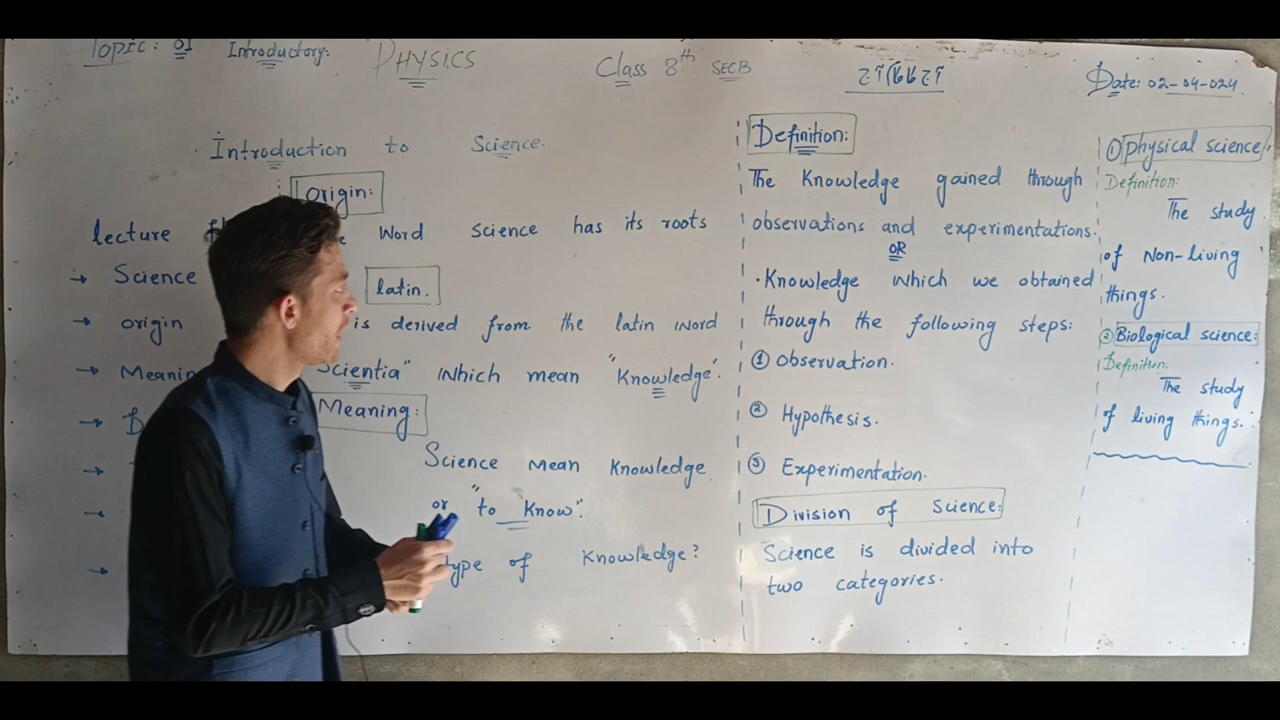 Topic: 01 Introductory: PHYSICS Class 8th SECB Date: 02-04-024
Introduction to Science.
origin:
lecture
word science has its roots
→ Science
latin.
→ origin
is derived from the latin word
→
Scientia" which mean "Knowledge".
Meaning:
→
→
Science mean Knowledge
→
or "to Know".
→
type of Knowledge?
Definition:
The Knowledge gained through
observations and experimentations.
OR
·Knowledge which we obtained
through the following steps:
① observation.
② Hypothesis.
③ Experimentation.
Division of Science:
Science is divided into
two categories.
① physical science
Definition:
The study
of Non-living
things.
② Biological science:
Definition:
The study
of living things.